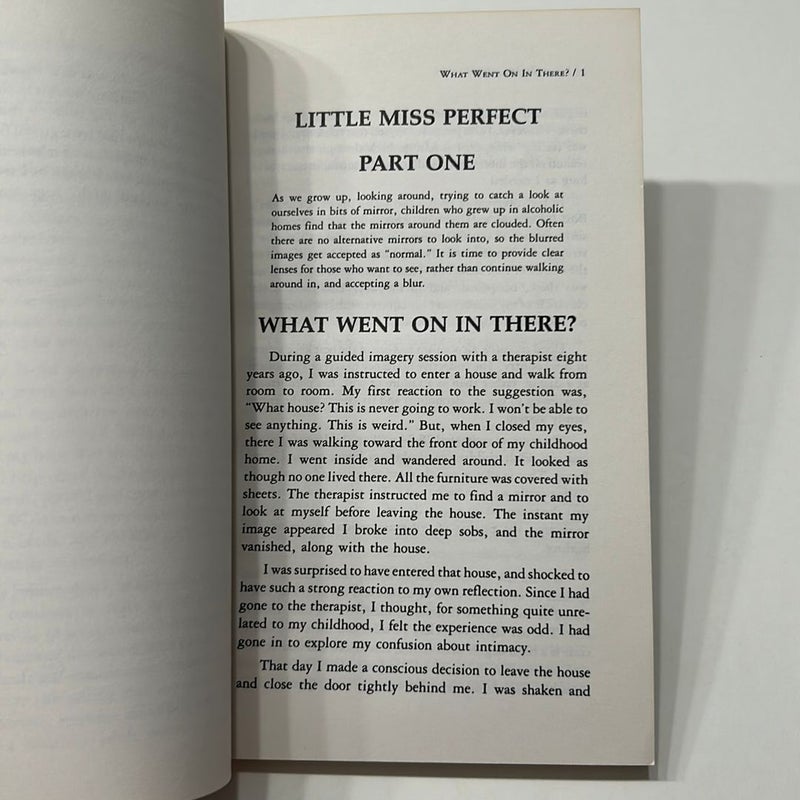 What Went On In There? / 1
LITTLE MISS PERFECT
PART ONE
As we grow up, looking around, trying to catch a look at
ourselves in bits of mirror, children who grew up in alcoholic
homes find that the mirrors around them are clouded. Often
there are no alternative mirrors to look into, so the blurred
images get accepted as "normal." It is time to provide clear
lenses for those who want to see, rather than continue walking
around in, and accepting a blur.
WHAT WENT ON IN THERE?
During a guided imagery session with a therapist eight
years ago, I was instructed to enter a house and walk from
room to room. My first reaction to the suggestion was,
"What house? This is never going to work. I won't be able to
see anything. This is weird." But, when I closed my eyes,
there I was walking toward the front door of my childhood
home. I went inside and wandered around. It looked as
though no one lived there. All the furniture was covered with
sheets. The therapist instructed me to find a mirror and to
look at myself before leaving the house. The instant my
image appeared I broke into deep sobs, and the mirror
vanished, along with the house.
I was surprised to have entered that house, and shocked to
have such a strong reaction to my own reflection. Since I had
gone to the therapist, I thought, for something quite unre-
lated to my childhood, I felt the experience was odd. I had
gone in to explore my confusion about intimacy.
That day I made a conscious decision to leave the house
and close the door tightly behind me. I was shaken and